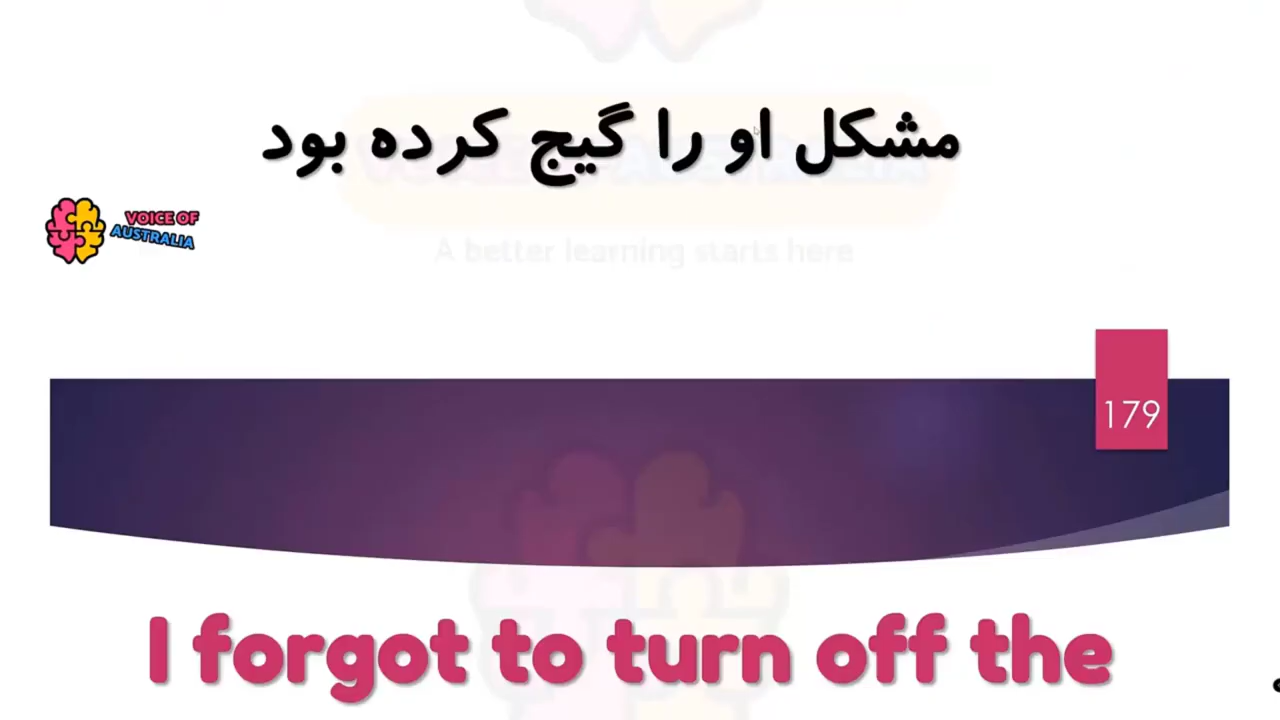 مشکل او را گیج کرده بود
VOICE OF
AUSTRALIA
A better learning starts here
179
I forgot to turn off the